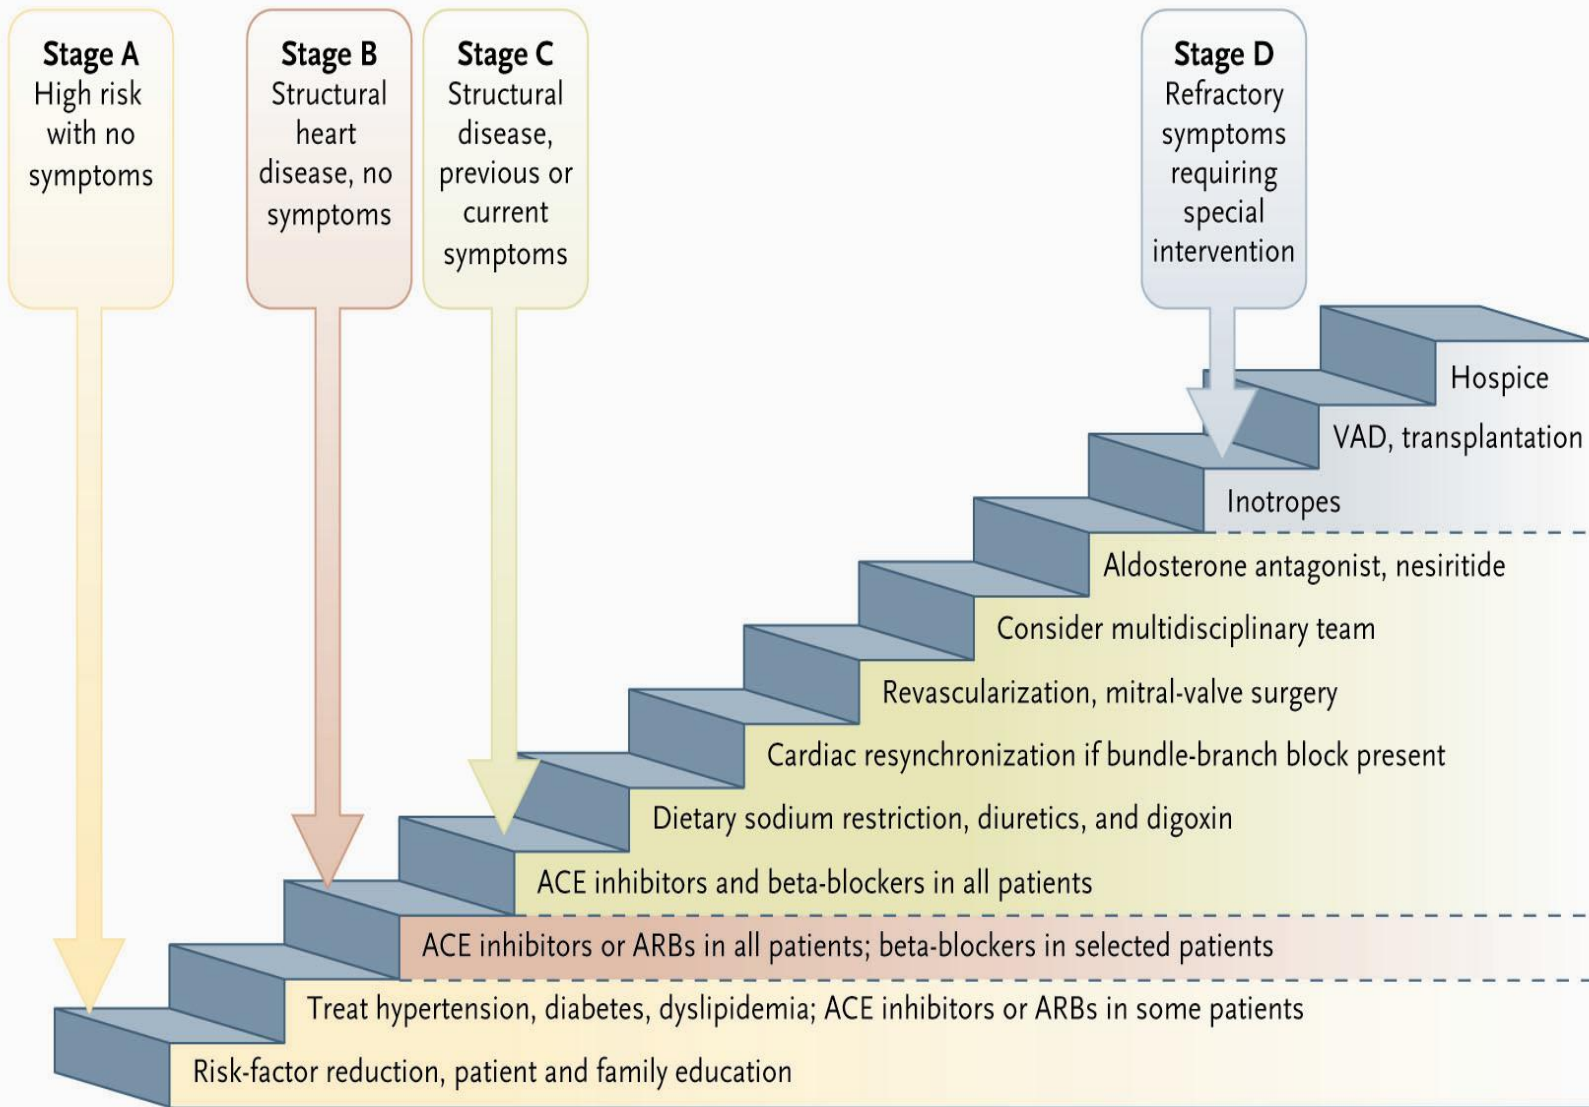 Stage A
High risk
with no
symptoms
Stage B
Structural
heart
disease, no
symptoms
Stage C
Structural
disease,
previous or
current
symptoms
Stage D
Refractory
symptoms
requiring
special
intervention
Hospice
VAD, transplantation
Inotropes
Aldosterone antagonist, nesiritide
Consider multidisciplinary team
Revascularization, mitral-valve surgery
Cardiac resynchronization if bundle-branch block present
Dietary sodium restriction, diuretics, and digoxin
ACE inhibitors and beta-blockers in all patients
ACE inhibitors or ARBs in all patients; beta-blockers in selected patients
Treat hypertension, diabetes, dyslipidemia; ACE inhibitors or ARBs in some patients
Risk-factor reduction, patient and family education